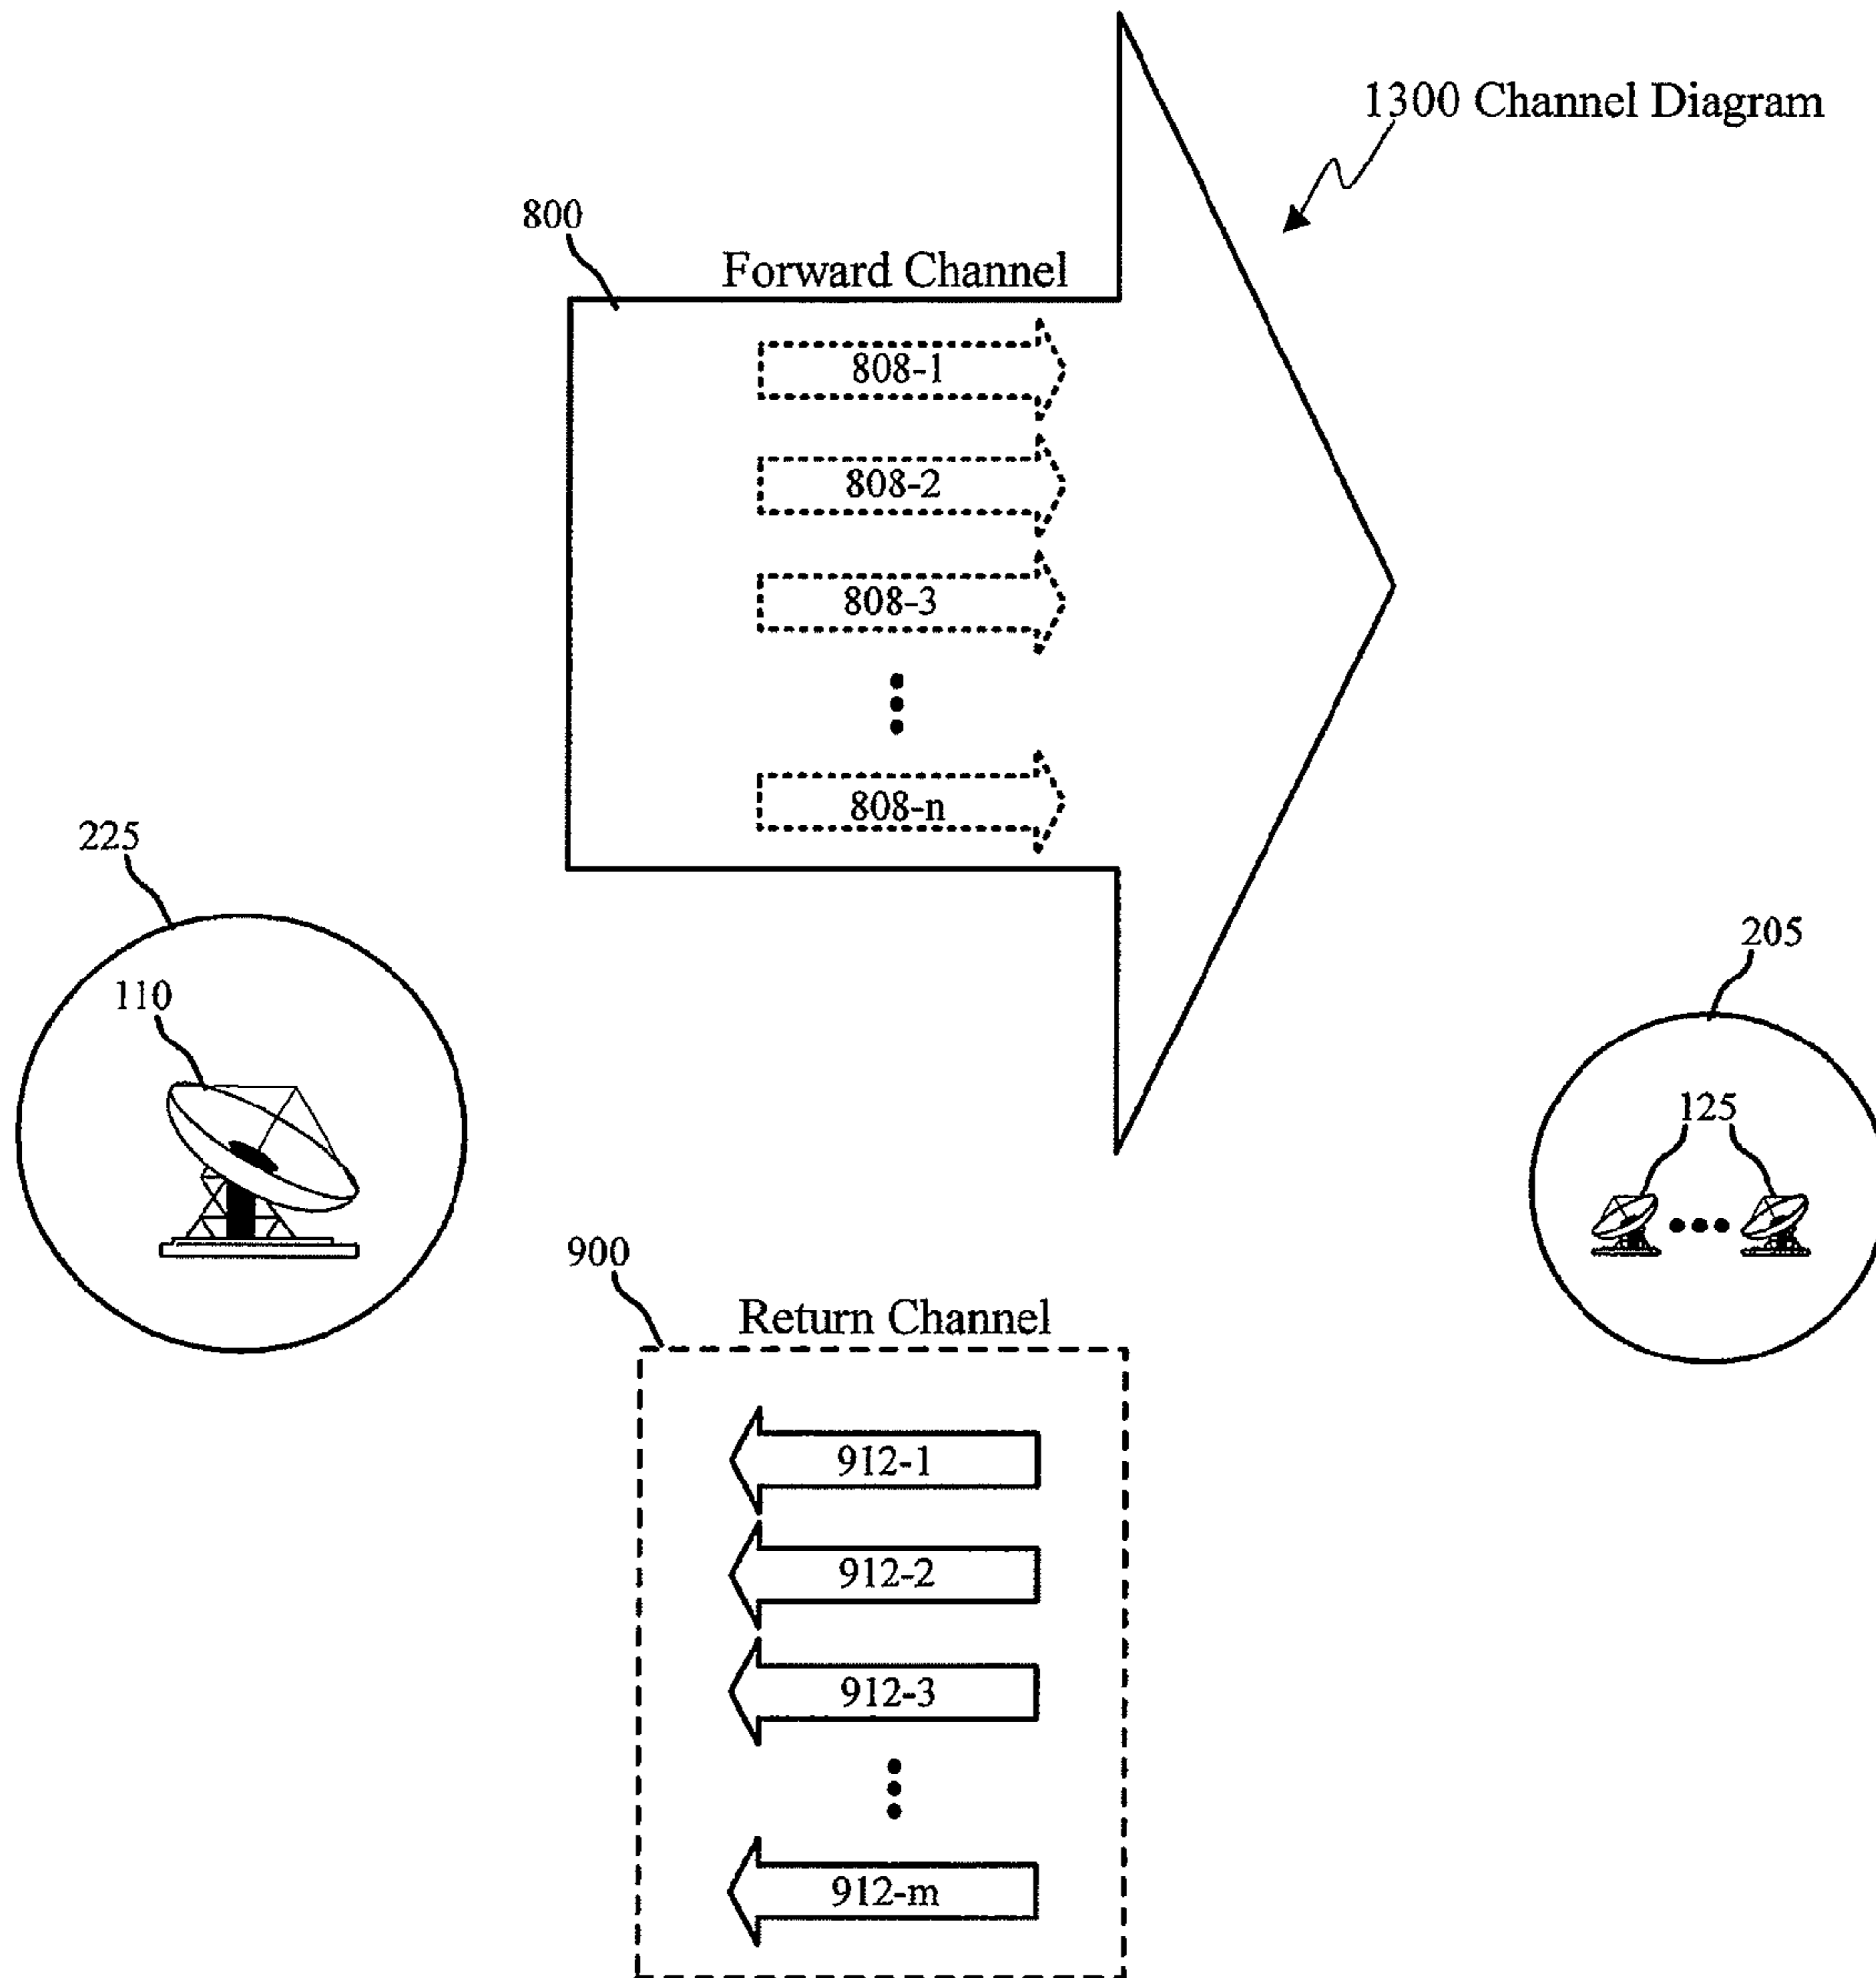 1300 Channel Diagram
800
Forward Channel
808-1
808-2
808-3
808-n
225
110
205
125
900
Return Channel
912-1
912-2
912-3
912-m